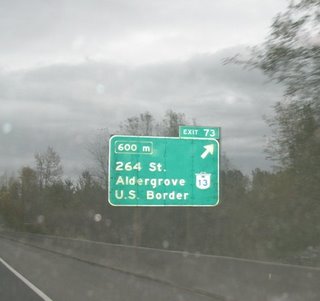 EXIT 73
600 m
264 St.
Aldergrove
13
U.S. Border